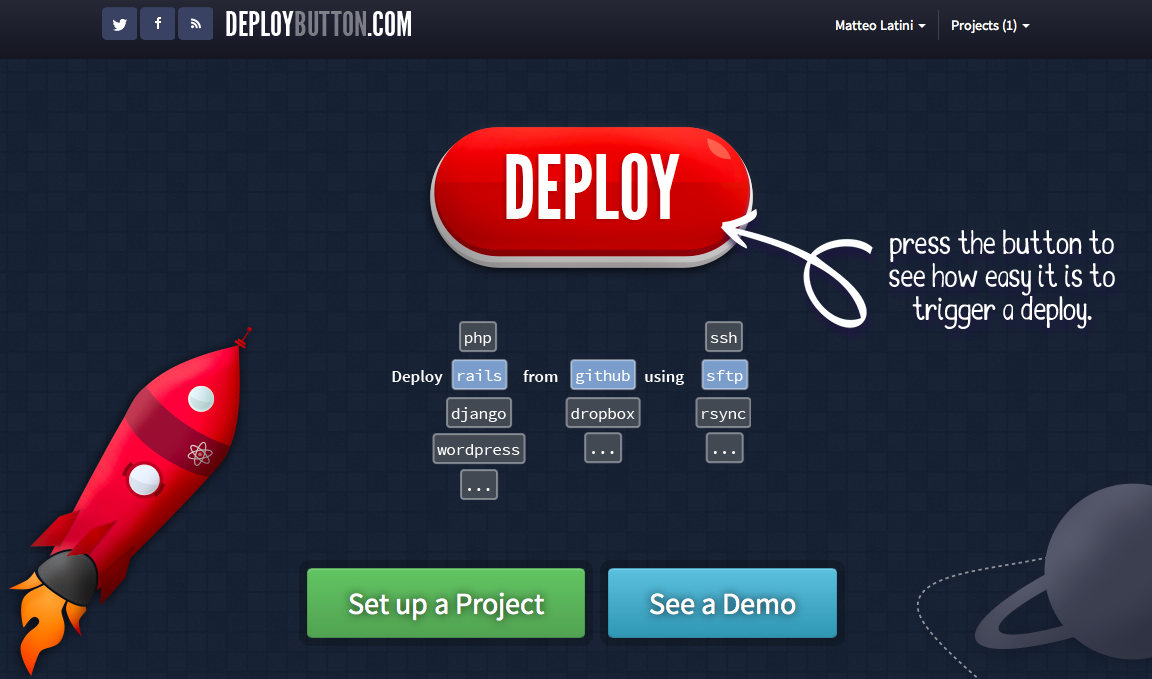 DEPLOYBUTTON.COM
Matteo Latini
Projects (1)
DEPLOY
press the button to
see how easy it is to
trigger a deploy.
php ssh
Deploy rails from github using sftp
django dropbox rsync
wordpress ... ...
...
Set up a Project
See a Demo